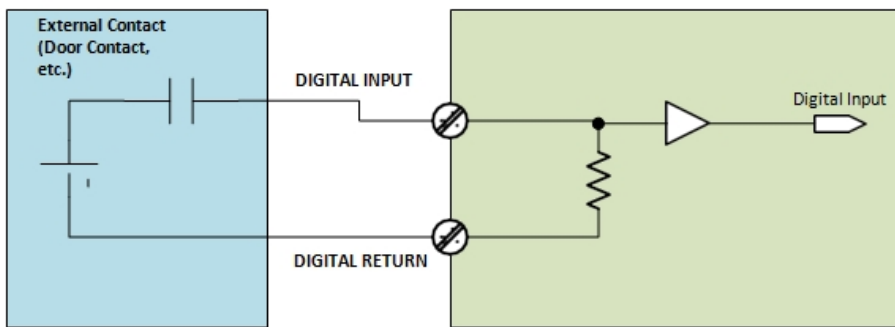 External Contact
(Door Contact,
etc.)
DIGITAL INPUT
Digital Input
DIGITAL RETURN